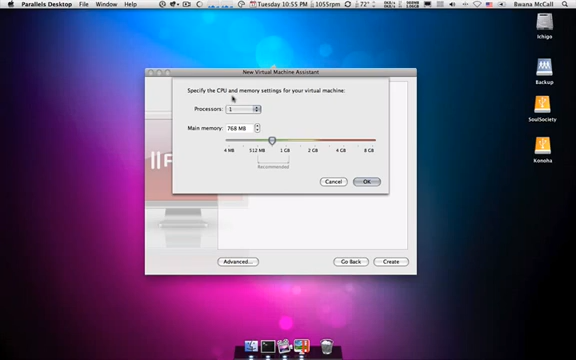 Parallels Desktop File Window Help
1055rpm 72° Tuesday 10:55 PM Bwana McCall
Ichigo
Backup
SoulSociety
Konoha
New Virtual Machine Assistant
Specify the CPU and memory settings for your virtual machine:
Processors: 1
Main memory: 768 MB
4 MB 512 MB 1 GB 2 GB 4 GB 8 GB
Recommended
Cancel OK
Advanced... Go Back Create